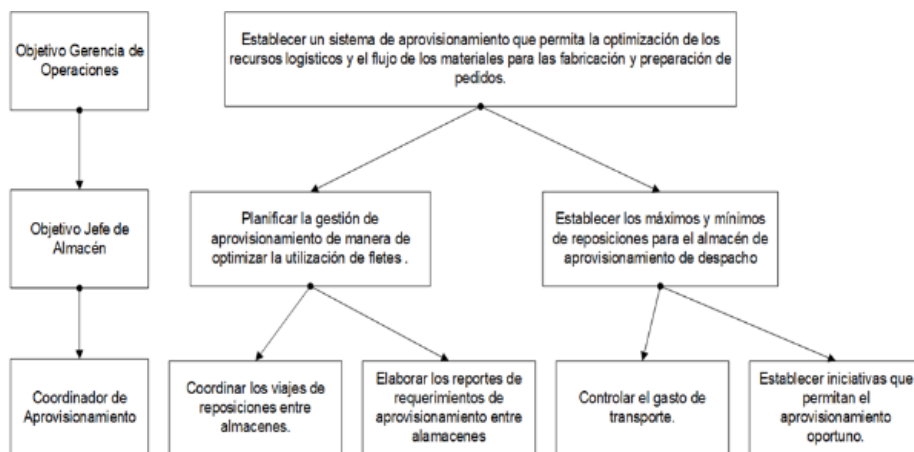 Objetivo Gerencia de
Operaciones
Establecer un sistema de aprovisionamiento que permita la optimización de los
recursos logísticos y el flujo de los materiales para las fabricación y preparación de
pedidos.
Objetivo Jefe de
Almacén
Planificar la gestión de
aprovisionamiento de manera de
optimizar la utilización de fletes .
Establecer los máximos y mínimos
de reposiciones para el almacén de
aprovisionamiento de despacho
Coordinador de
Aprovisionamiento
Coordinar los viajes de
reposiciones entre
almacenes.
Elaborar los reportes de
requerimientos de
aprovisionamiento entre
alamacenes
Controlar el gasto de
transporte.
Establecer iniciativas que
permitan el
aprovisionamiento
oportuno.